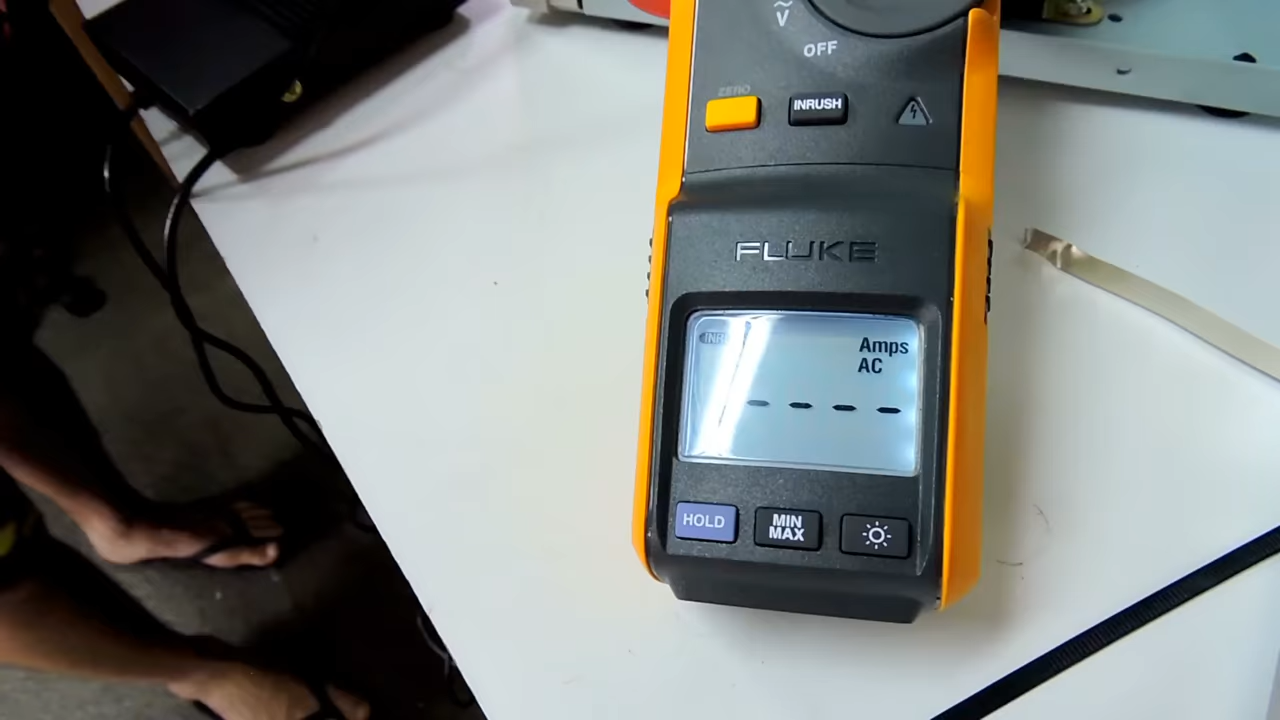 V
OFF
ZERO
INRUSH
FLUKE
INR
Amps
AC
----
HOLD
MIN
MAX